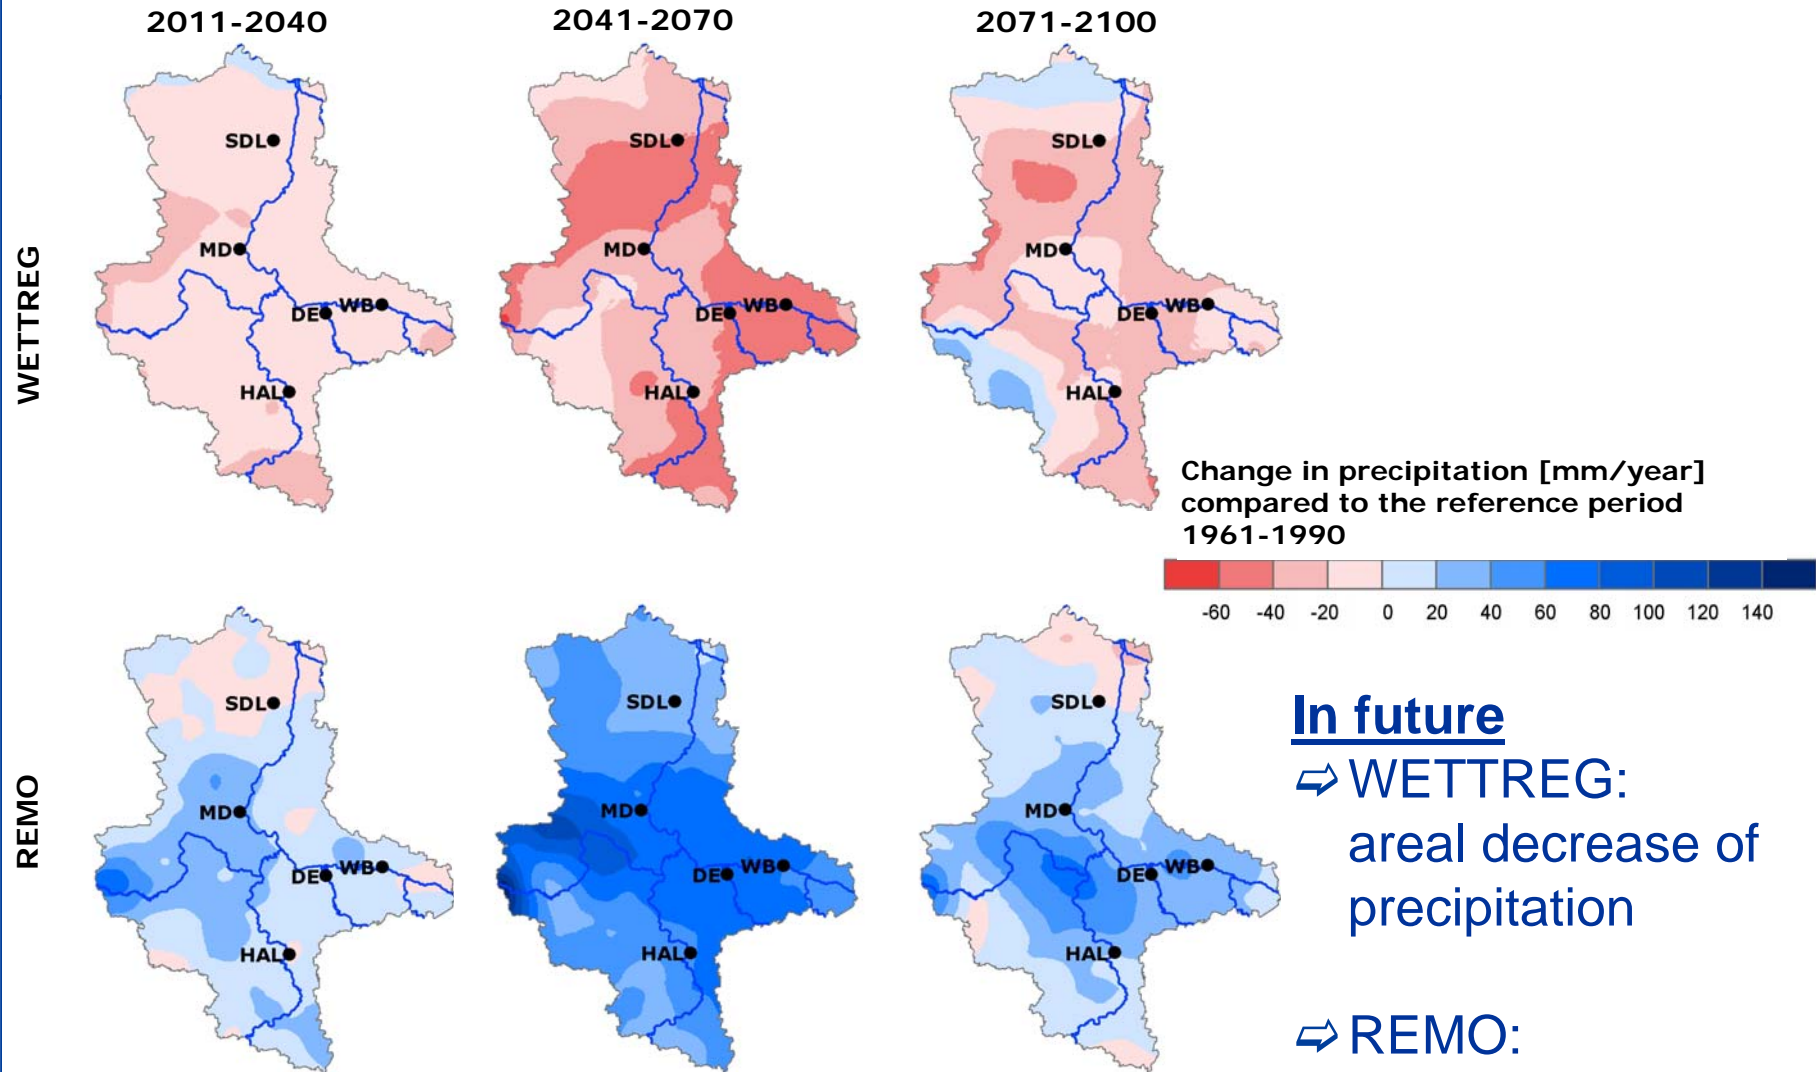 2011-2040 2041-2070 2071-2100
WETTREG
SDL MD DE WB HAL
SDL MD DE WB HAL
SDL MD DE WB HAL
Change in precipitation [mm/year]
compared to the reference period
1961-1990
-60 -40 -20 0 20 40 60 80 100 120 140
REMO
SDL MD DE WB HAL
SDL MD DE WB HAL
SDL MD DE WB HAL
In future
⇨ WETTREG:
areal decrease of
precipitation
⇨ REMO: